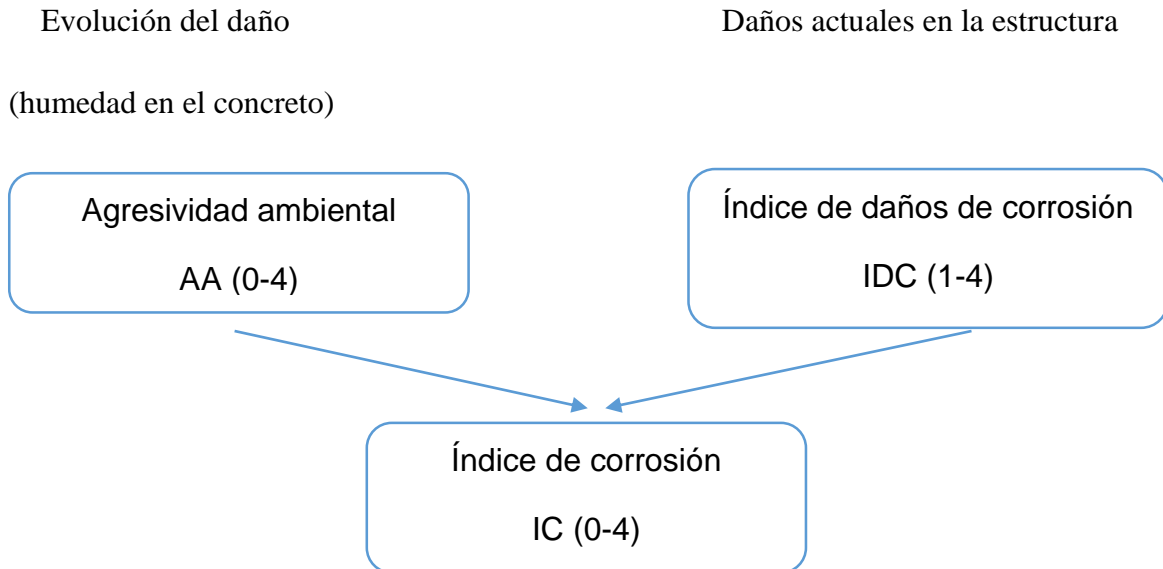 Evolución del daño
Daños actuales en la estructura
(humedad en el concreto)
Agresividad ambiental
AA (0-4)
Índice de daños de corrosión
IDC (1-4)
Índice de corrosión
IC (0-4)